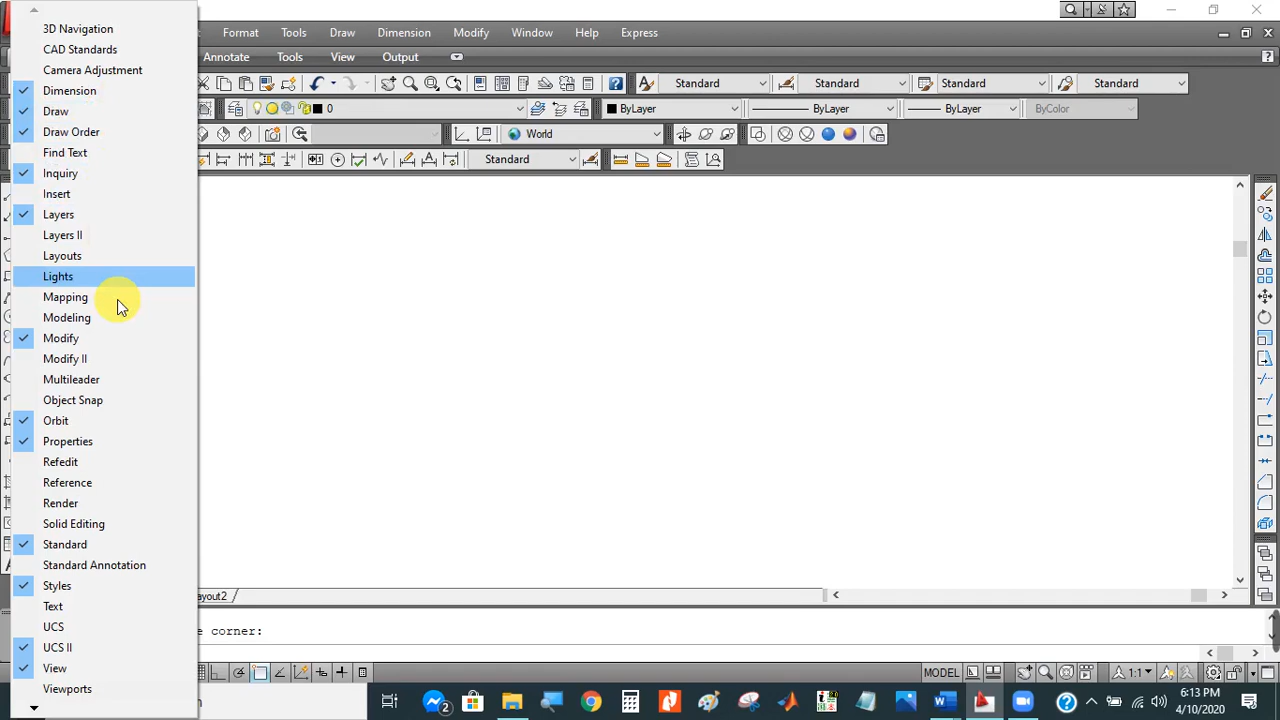 3D Navigation
CAD Standards
Camera Adjustment
Dimension
Draw
Draw Order
Find Text
Inquiry
Insert
Layers
Layers II
Layouts
Lights
Mapping
Modeling
Modify
Modify II
Multileader
Object Snap
Orbit
Properties
Refedit
Reference
Render
Solid Editing
Standard
Standard Annotation
Styles
Text
UCS
UCS II
View
Viewports
Format Tools Draw Dimension Modify Window Help Express
Annotate Tools View Output
Standard Standard Standard Standard
0 ByLayer ByLayer ByLayer ByColor
World
Standard
ayout2
e corner:
MODEL 1:1
2
6:13 PM
4/10/2020